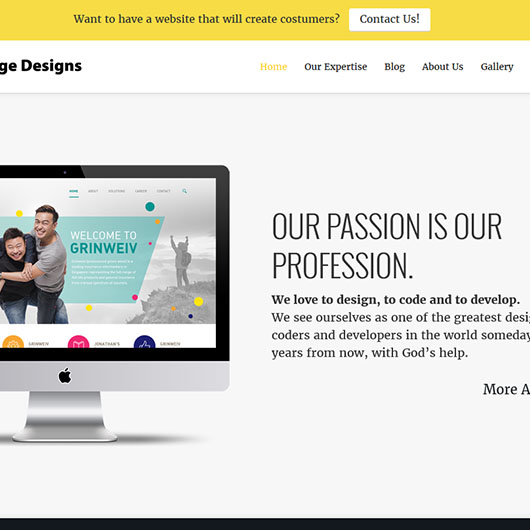 Want to have a website that will create costumers? Contact Us!
ge Designs
Home Our Expertise Blog About Us Gallery
HOME ABOUT SOLUTIONS CAREER CONTACT
WELCOME TO
GRINWEIV
GRINWEIV JONATHAN'S GRINWEIV
OUR PASSION IS OUR
PROFESSION.
We love to design, to code and to develop.
We see ourselves as one of the greatest desi
coders and developers in the world someday
years from now, with God's help.
More A